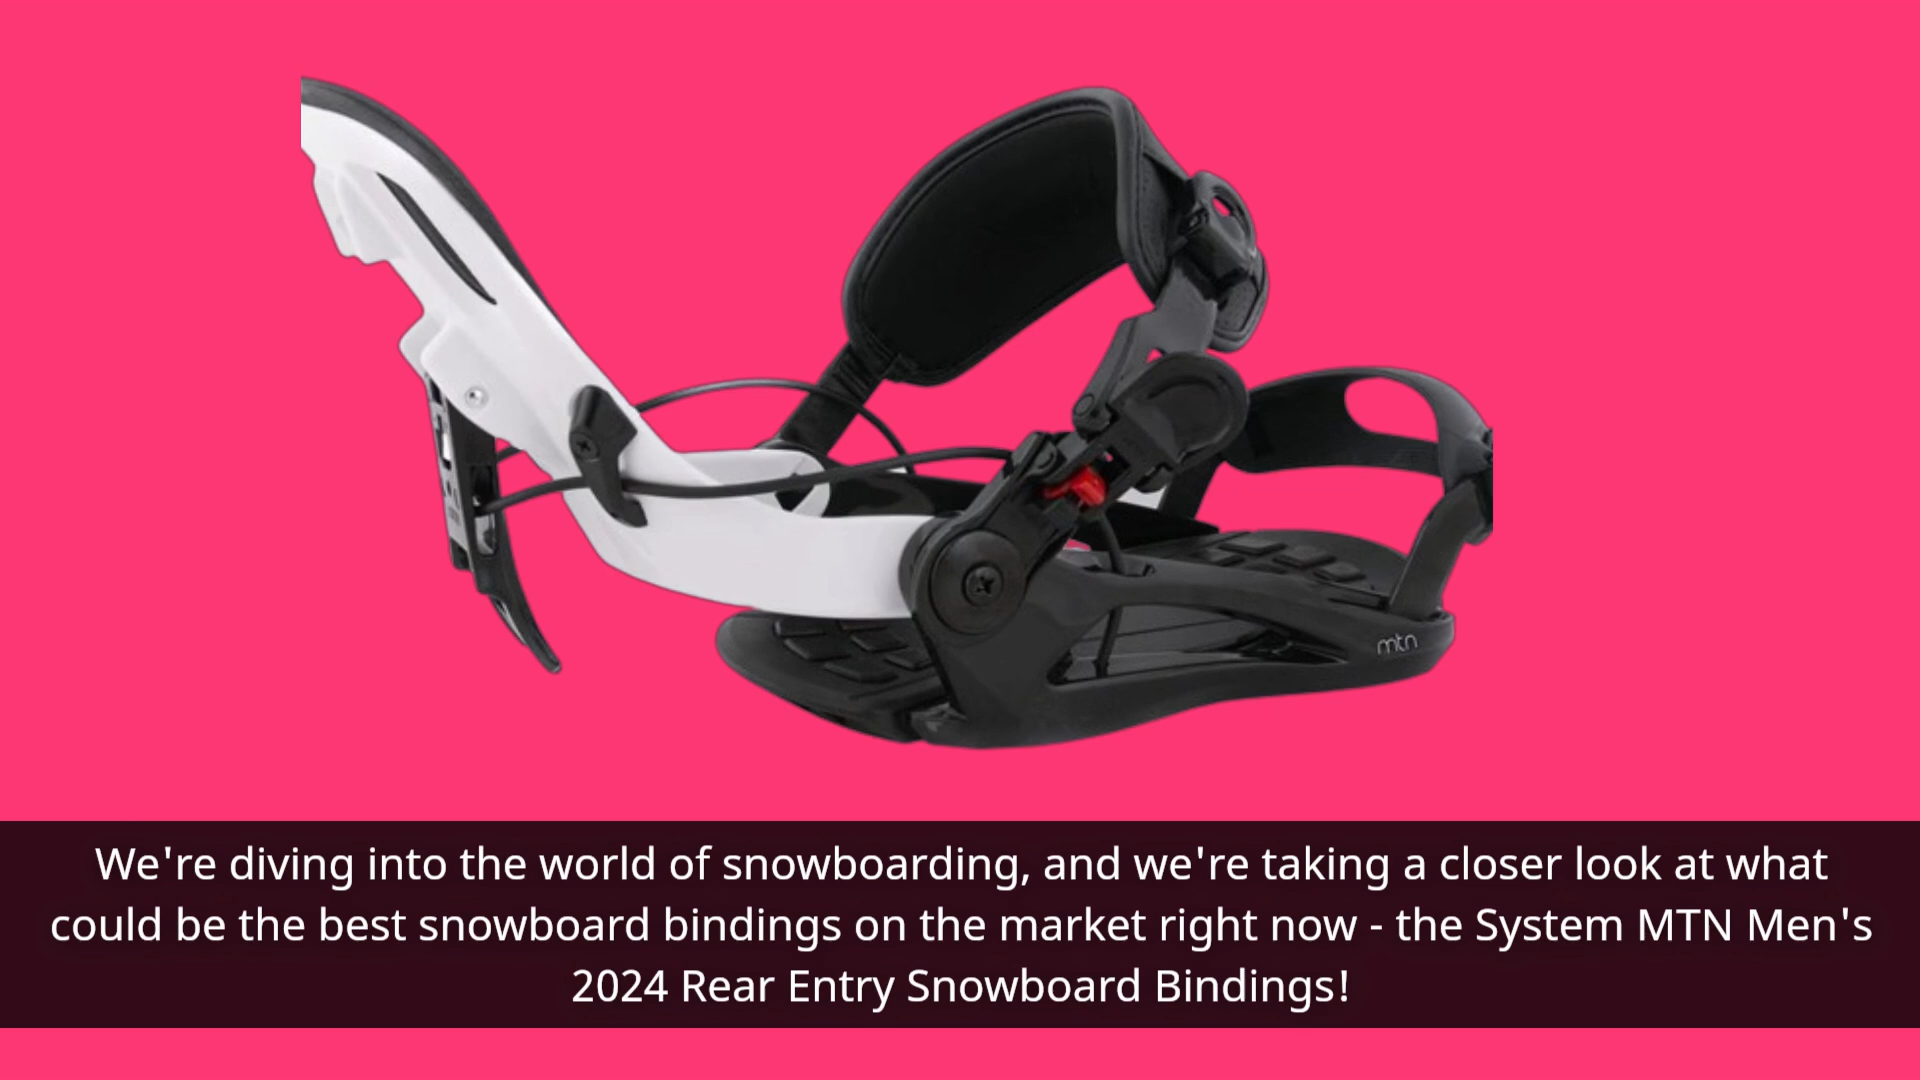 mtn
We're diving into the world of snowboarding, and we're taking a closer look at what
could be the best snowboard bindings on the market right now - the System MTN Men's
2024 Rear Entry Snowboard Bindings!